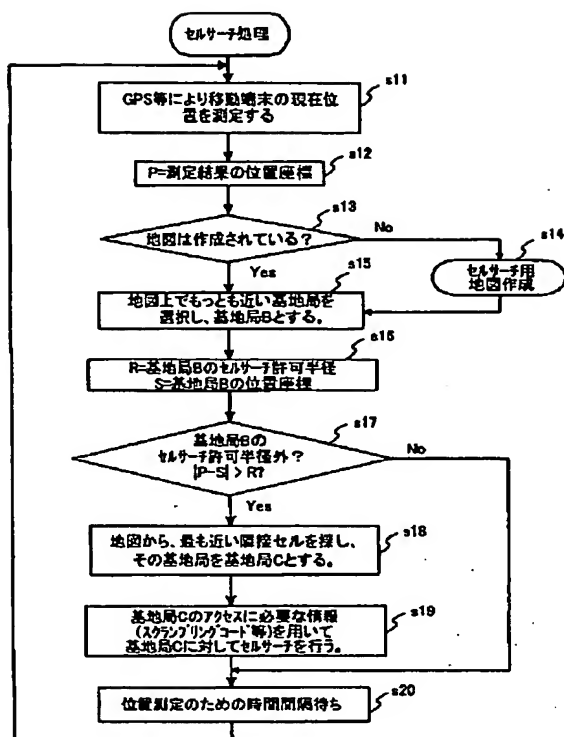 セルサーチ処理
s11
GPS等により移動端末の現在位
置を測定する
s12
P=測定結果の位置座標
s13
地図は作成されている?
No
s14
セルサーチ用
地図作成
Yes
s15
地図上でもっとも近い基地局を
選択し、基地局Bとする。
s16
R=基地局Bのセルサーチ許可半径
S=基地局Bの位置座標
s17
基地局Bの
セルサーチ許可半径外?
|P-S| > R?
No
Yes
s18
地図から、最も近い隣接セルを探し、
その基地局を基地局Cとする。
s19
基地局Cのアクセスに必要な情報
(スクランブリングコード等)を用いて
基地局Cに対してセルサーチを行う。
s20
位置測定のための時間間隔待ち